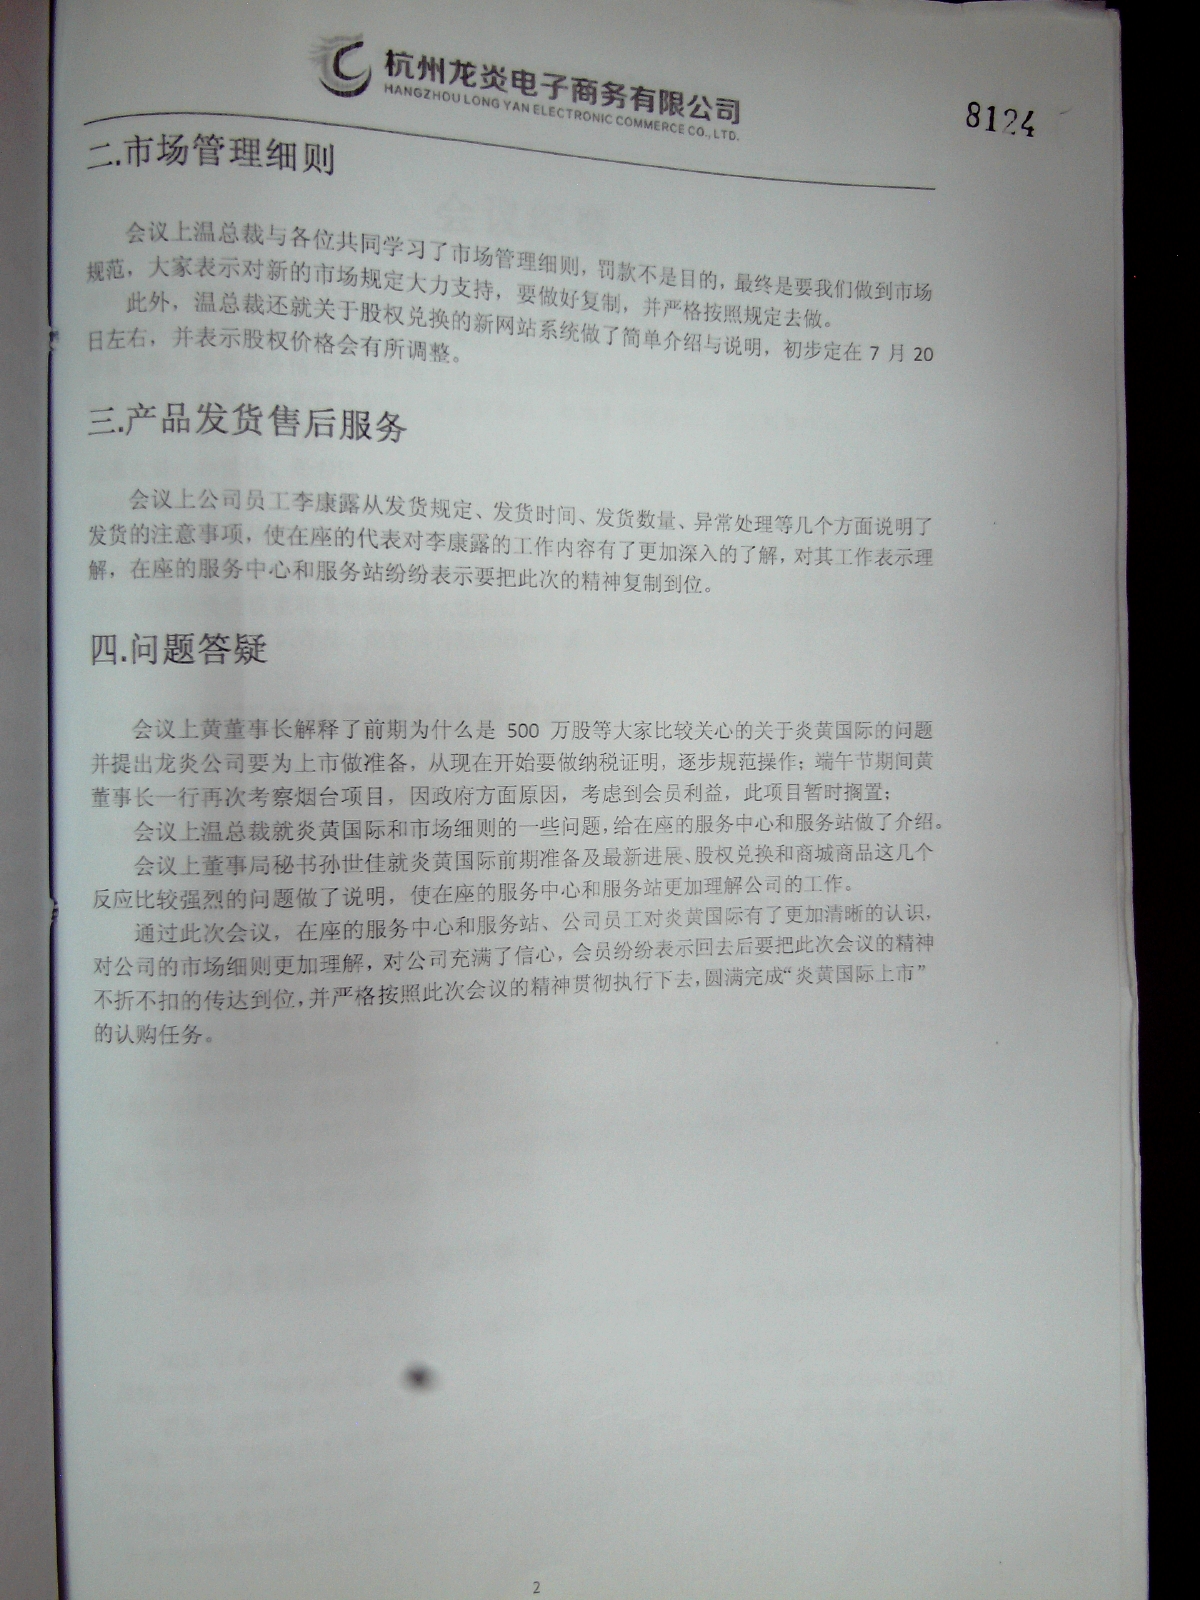 杭州龙炎电子商务有限公司
HANGZHOU LONG YAN ELECTRONIC COMMERCE CO., LTD.
8124
二.市场管理细则
会议上温总裁与各位共同学习了市场管理细则，罚款不是目的，最终是要我们做到市场
规范，大家表示对新的市场规定大力支持，要做好复制，并严格按照规定去做。
此外，温总裁还就关于股权兑换的新网站系统做了简单介绍与说明，初步定在 7 月 20
日左右，并表示股权价格会有所调整。
三.产品发货售后服务
会议上公司员工李康露从发货规定、发货时间、发货数量、异常处理等几个方面说明了
发货的注意事项，使在座的代表对李康露的工作内容有了更加深入的了解，对其工作表示理
解，在座的服务中心和服务站纷纷表示要把此次的精神复制到位。
四.问题答疑
会议上黄董事长解释了前期为什么是 500 万股等大家比较关心的关于炎黄国际的问题
并提出龙炎公司要为上市做准备，从现在开始要做纳税证明，逐步规范操作；端午节期间黄
董事长一行再次考察烟台项目，因政府方面原因，考虑到会员利益，此项目暂时搁置；
会议上温总裁就炎黄国际和市场细则的一些问题，给在座的服务中心和服务站做了介绍。
会议上董事局秘书孙世佳就炎黄国际前期准备及最新进展、股权兑换和商城商品这几个
反应比较强烈的问题做了说明，使在座的服务中心和服务站更加理解公司的工作。
通过此次会议，在座的服务中心和服务站、公司员工对炎黄国际有了更加清晰的认识，
对公司的市场细则更加理解，对公司充满了信心，会员纷纷表示回去后要把此次会议的精神
不折不扣的传达到位，并严格按照此次会议的精神贯彻执行下去，圆满完成“炎黄国际上市”
的认购任务。
2